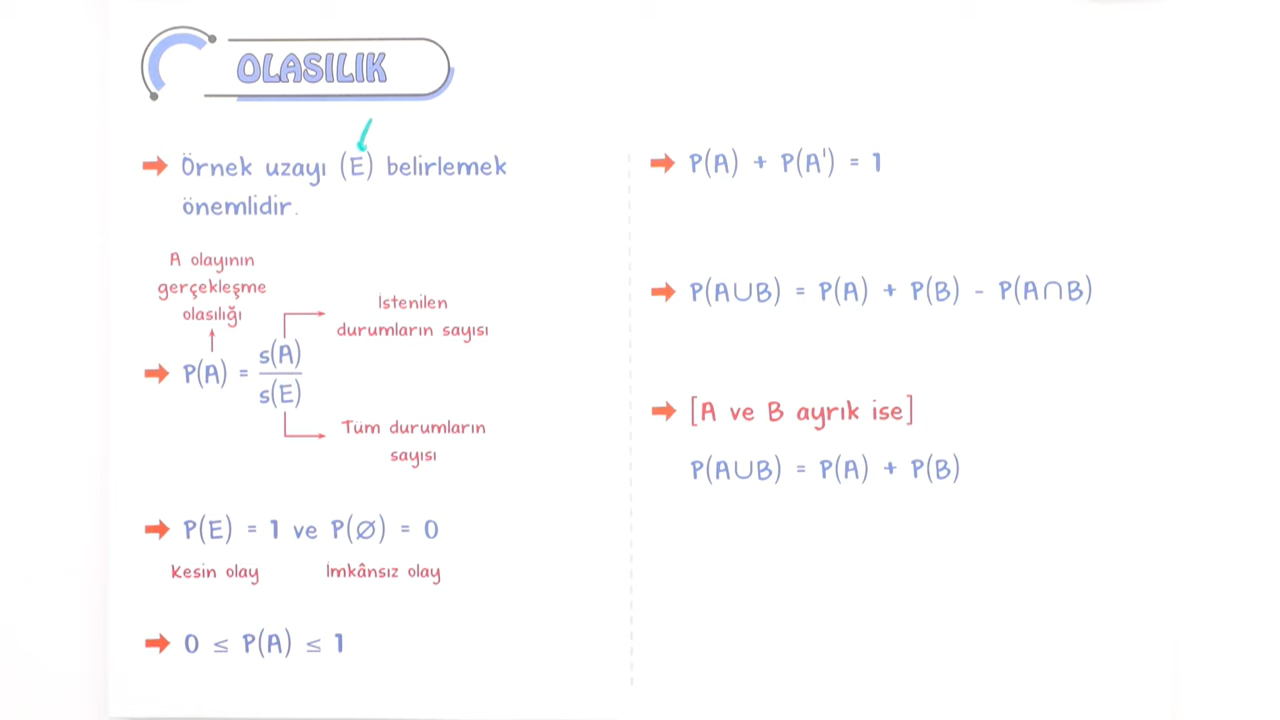 OLASILIK
Örnek uzayı (E) belirlemek
önemlidir.
A olayının
gerçekleşme
olasılığı
İstenilen
durumların sayısı
P(A) = s(A)/s(E)
Tüm durumların
sayısı
P(E) = 1 ve P(∅) = 0
Kesin olay
İmkânsız olay
0 ≤ P(A) ≤ 1
P(A) + P(A') = 1
P(A∪B) = P(A) + P(B) - P(A∩B)
[A ve B ayrık ise]
P(A∪B) = P(A) + P(B)